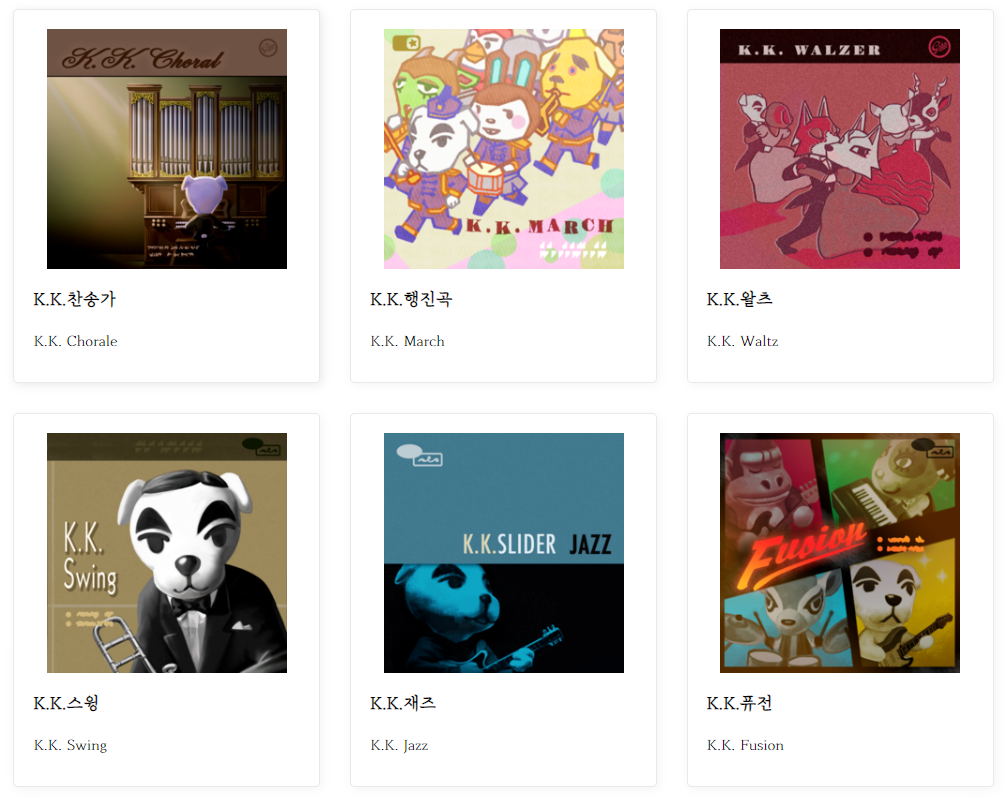 K.K. Choral
K.K. MARCH
K.K. WALZER
K.K.찬송가
K.K.행진곡
K.K.왈츠
K.K. Chorale
K.K. March
K.K. Waltz
K.K.
Swing
K.K.SLIDER JAZZ
Fusion
K.K.스윙
K.K.재즈
K.K.퓨전
K.K. Swing
K.K. Jazz
K.K. Fusion